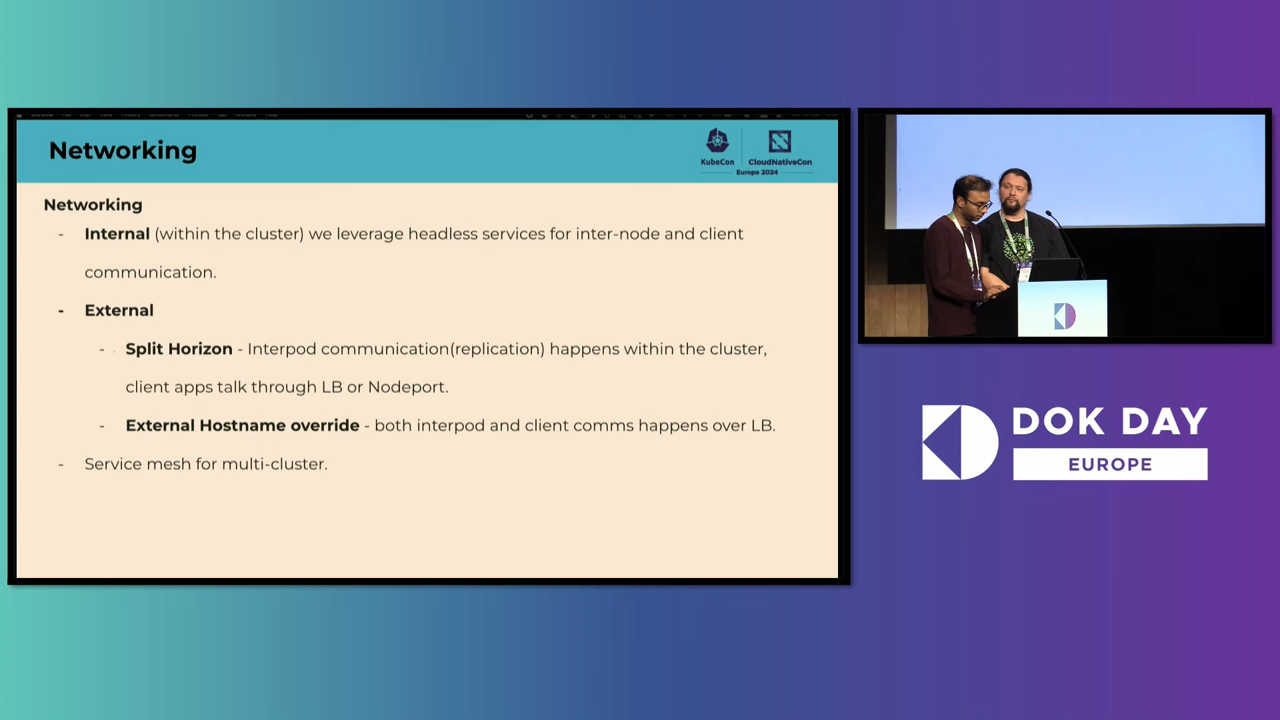 Networking
KubeCon
CloudNativeCon
Europe 2024
Networking
- Internal (within the cluster) we leverage headless services for inter-node and client
communication.
- External
- Split Horizon - Interpod communication(replication) happens within the cluster,
client apps talk through LB or Nodeport.
- External Hostname override - both interpod and client comms happens over LB.
- Service mesh for multi-cluster.
DOK DAY
EUROPE